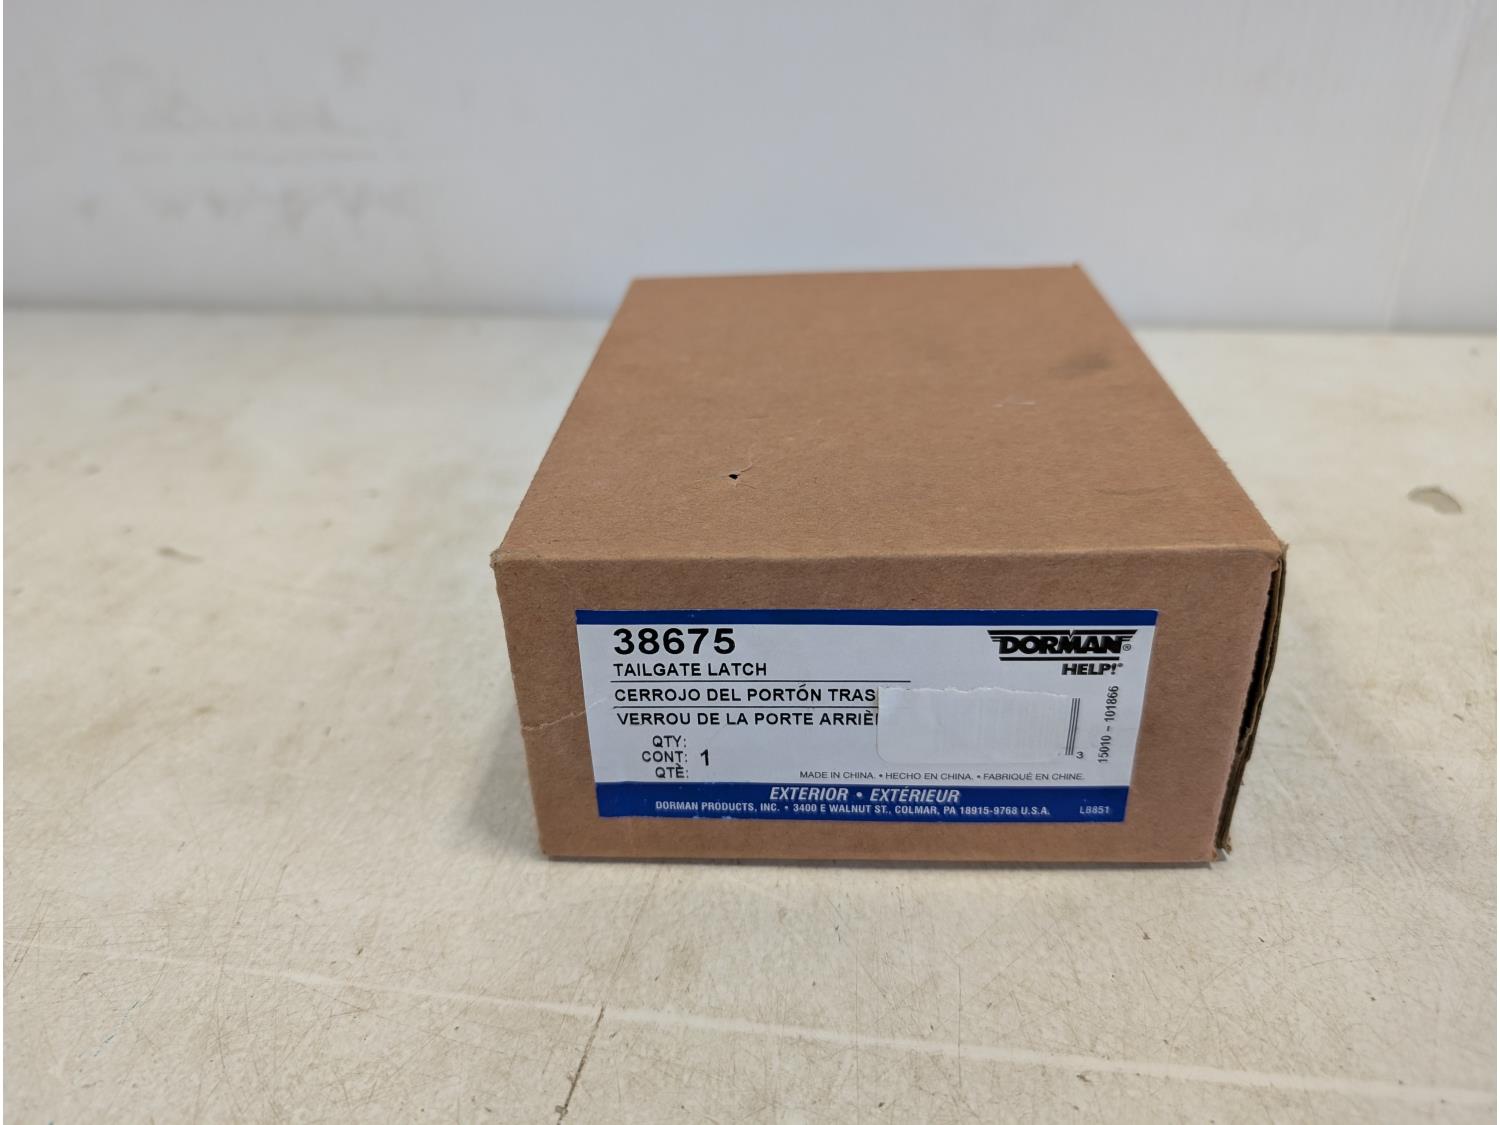 38675
TAILGATE LATCH
CERROJO DEL PORTÓN TRAS
VERROU DE LA PORTE ARRIÈ
QTY:
CONT: 1
QTÈ:
DORMAN®
HELP!®
3
15010 - 101866
MADE IN CHINA. • HECHO EN CHINA. • FABRIQUÉ EN CHINE.
EXTERIOR • EXTÉRIEUR
DORMAN PRODUCTS, INC. • 3400 E WALNUT ST., COLMAR, PA 18915-9768 U.S.A.
LB851